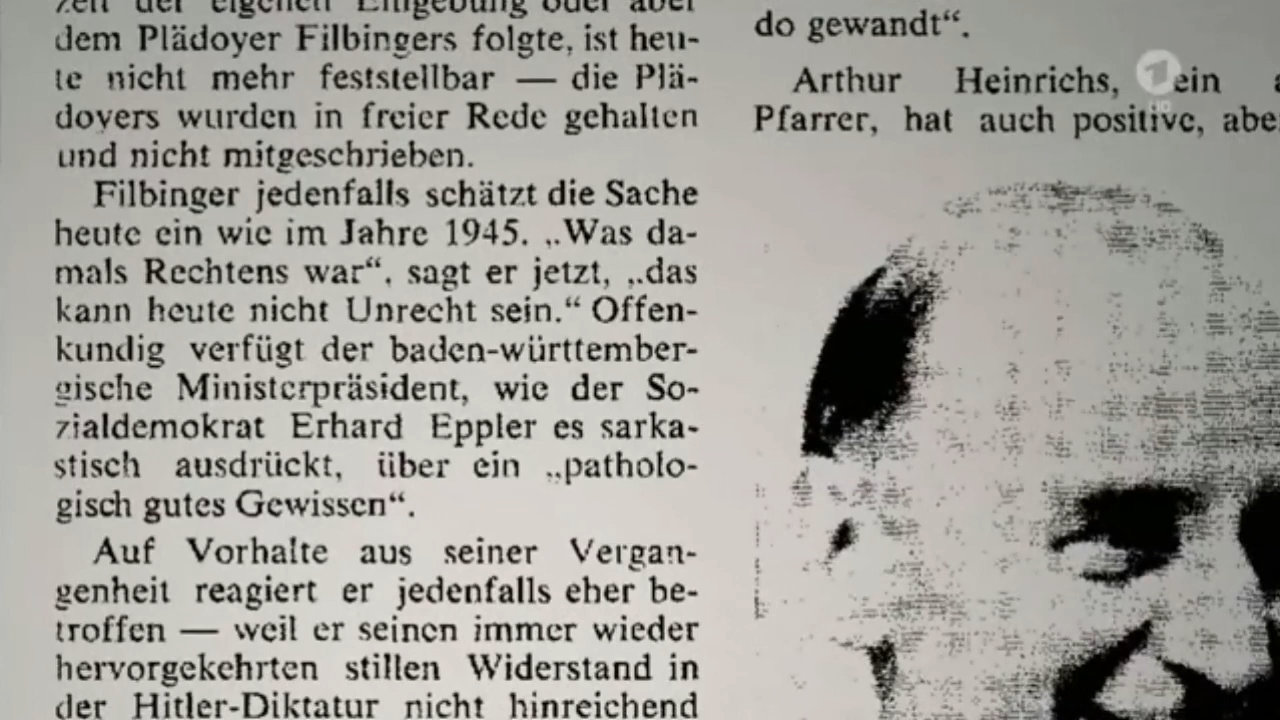 zeit der eigenen Eingebung oder aber
dem Plädoyer Filbingers folgte, ist heu-
te nicht mehr feststellbar — die Plä-
doyers wurden in freier Rede gehalten
und nicht mitgeschrieben.
Filbinger jedenfalls schätzt die Sache
heute ein wie im Jahre 1945. „Was da-
mals Rechtens war“, sagt er jetzt, „das
kann heute nicht Unrecht sein.“ Offen-
kundig verfügt der baden-württember-
gische Ministerpräsident, wie der So-
zialdemokrat Erhard Eppler es sarka-
stisch ausdrückt, über ein „patholo-
gisch gutes Gewissen“.
Auf Vorhalte aus seiner Vergan-
genheit reagiert er jedenfalls eher be-
troffen — weil er seinen immer wieder
hervorgekehrten stillen Widerstand in
der Hitler-Diktatur nicht hinreichend
do gewandt“.
Arthur Heinrichs, ein
Pfarrer, hat auch positive, abe
1
HD